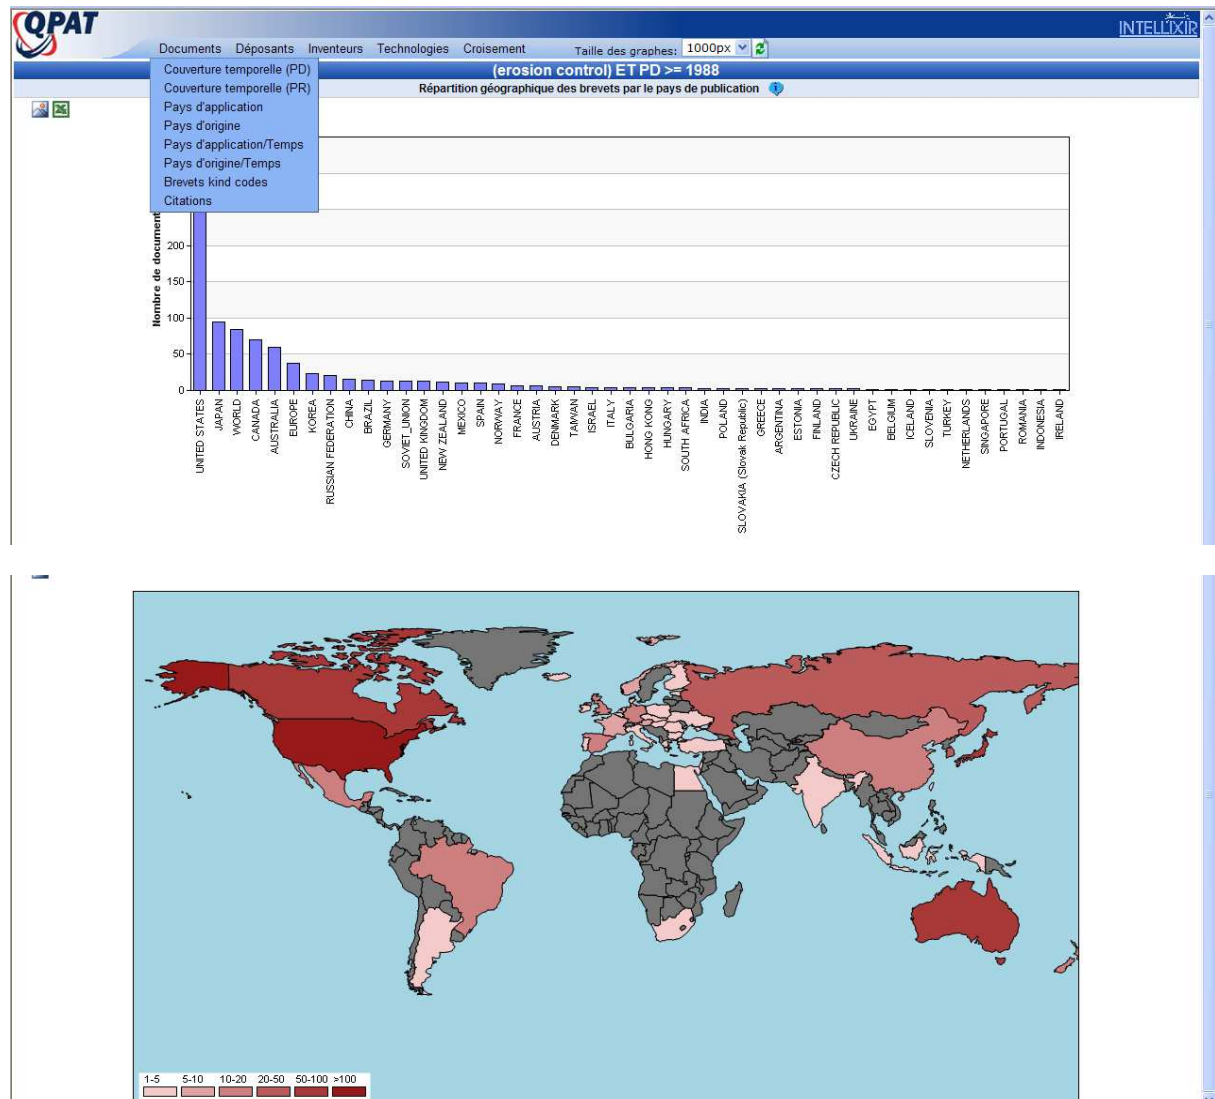 QPAT
INTELLIXIR
Documents Déposants Inventeurs Technologies Croisement Taille des graphes: 1000px
(erosion control) ET PD >= 1988
Répartition géographique des brevets par le pays de publication
Couverture temporelle (PD)
Couverture temporelle (PR)
Pays d'application
Pays d'origine
Pays d'application/Temps
Pays d'origine/Temps
Brevets kind codes
Citations
Nombre de document
200
150
100
50
0
UNITED STATES
JAPAN
WORLD
CANADA
AUSTRALIA
EUROPE
KOREA
RUSSIAN FEDERATION
CHINA
BRAZIL
GERMANY
SOVIET_UNION
UNITED KINGDOM
NEW ZEALAND
MEXICO
SPAIN
NORWAY
FRANCE
AUSTRIA
DENMARK
TAIWAN
ISRAEL
ITALY
BULGARIA
HONG KONG
HUNGARY
SOUTH AFRICA
INDIA
POLAND
SLOVAKIA (Slovak Republic)
GREECE
ARGENTINA
ESTONIA
FINLAND
CZECH REPUBLIC
UKRAINE
EGYPT
BELGIUM
ICELAND
SLOVENIA
TURKEY
NETHERLANDS
SINGAPORE
PORTUGAL
ROMANIA
INDONESIA
IRELAND
1-5 5-10 10-20 20-50 50-100 >100